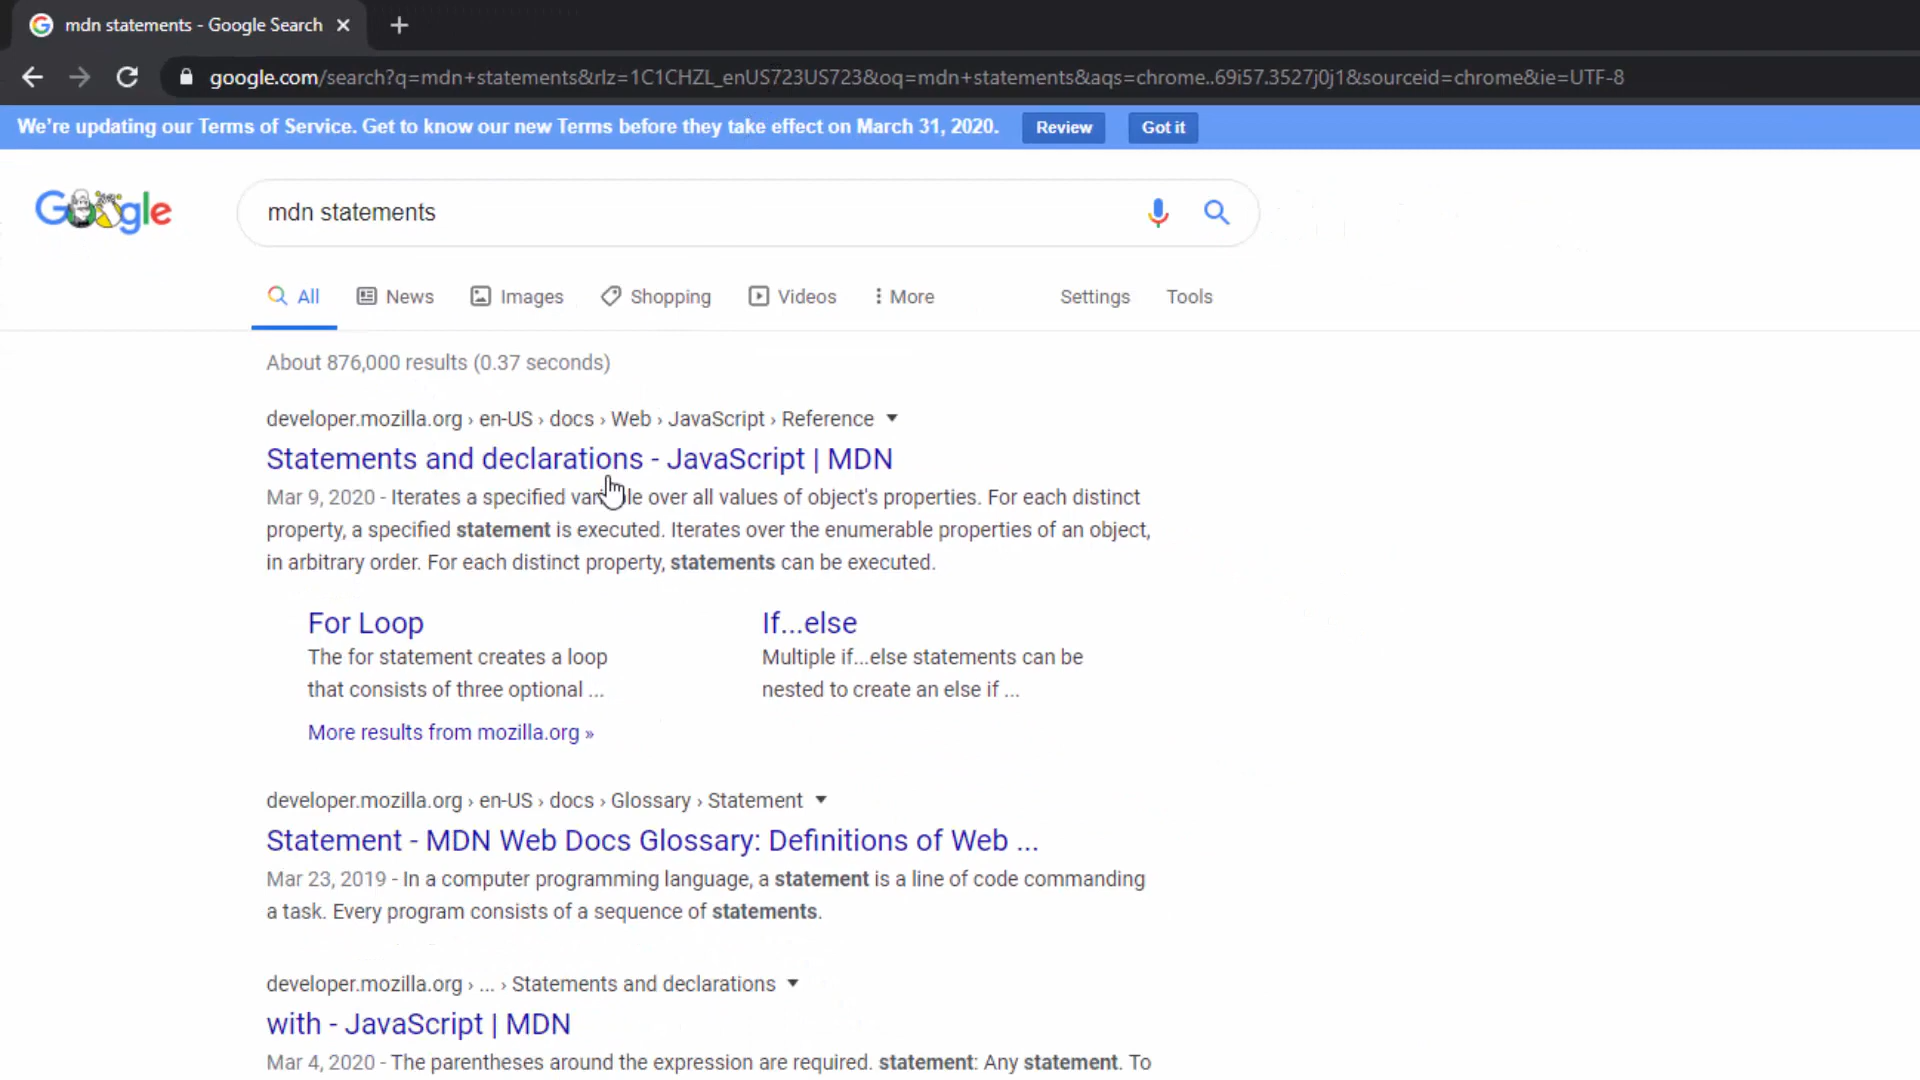 mdn statements - Google Search
google.com/search?q=mdn+statements&rlz=1C1CHZL_enUS723US723&oq=mdn+statements&aqs=chrome..69i57.3527j0j1&sourceid=chrome&ie=UTF-8
We're updating our Terms of Service. Get to know our new Terms before they take effect on March 31, 2020. Review Got it
Google mdn statements
All News Images Shopping Videos More Settings Tools
About 876,000 results (0.37 seconds)
developer.mozilla.org › en-US › docs › Web › JavaScript › Reference
Statements and declarations - JavaScript | MDN
Mar 9, 2020 - Iterates a specified variable over all values of object's properties. For each distinct
property, a specified statement is executed. Iterates over the enumerable properties of an object,
in arbitrary order. For each distinct property, statements can be executed.
For Loop
The for statement creates a loop
that consists of three optional ...
If...else
Multiple if...else statements can be
nested to create an else if ...
More results from mozilla.org »
developer.mozilla.org › en-US › docs › Glossary › Statement
Statement - MDN Web Docs Glossary: Definitions of Web ...
Mar 23, 2019 - In a computer programming language, a statement is a line of code commanding
a task. Every program consists of a sequence of statements.
developer.mozilla.org › ... › Statements and declarations
with - JavaScript | MDN
Mar 4, 2020 - The parentheses around the expression are required. statement: Any statement. To